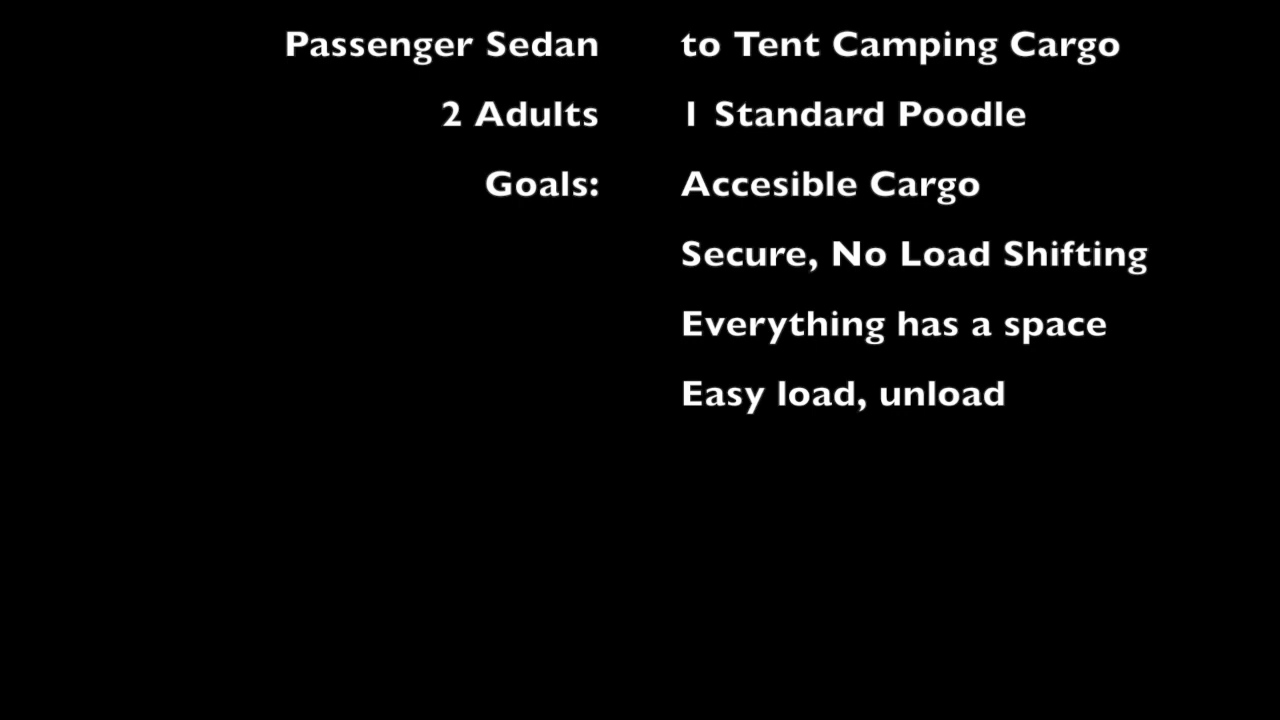 Passenger Sedan to Tent Camping Cargo
2 Adults 1 Standard Poodle
Goals: Accesible Cargo
Secure, No Load Shifting
Everything has a space
Easy load, unload